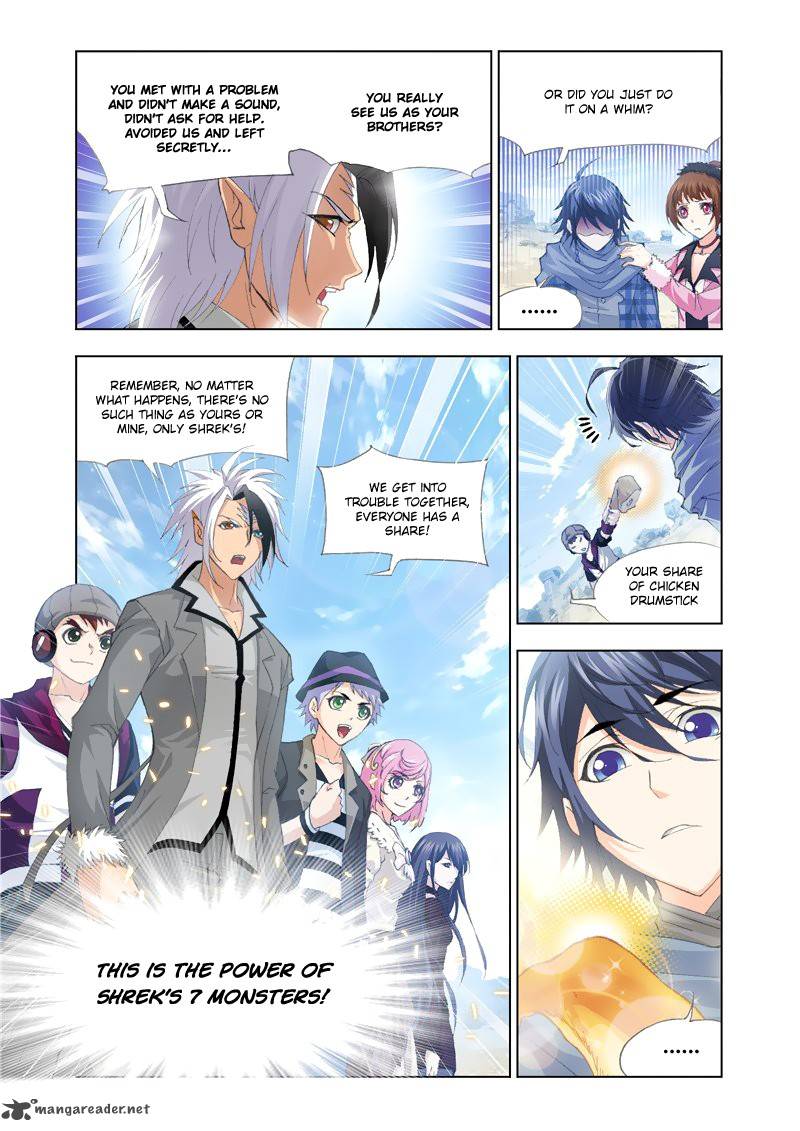 YOU MET WITH A PROBLEM
AND DIDN'T MAKE A SOUND,
DIDN'T ASK FOR HELP.
AVOIDED US AND LEFT
SECRETLY...
YOU REALLY
SEE US AS YOUR
BROTHERS?
OR DID YOU JUST DO
IT ON A WHIM?
......
REMEMBER, NO MATTER
WHAT HAPPENS, THERE'S NO
SUCH THING AS YOURS OR
MINE, ONLY SHREK'S!
WE GET INTO
TROUBLE TOGETHER,
EVERYONE HAS A
SHARE!
YOUR SHARE
OF CHICKEN
DRUMSTICK
THIS IS THE POWER OF
SHREK'S 7 MONSTERS!
......
mangareader.net